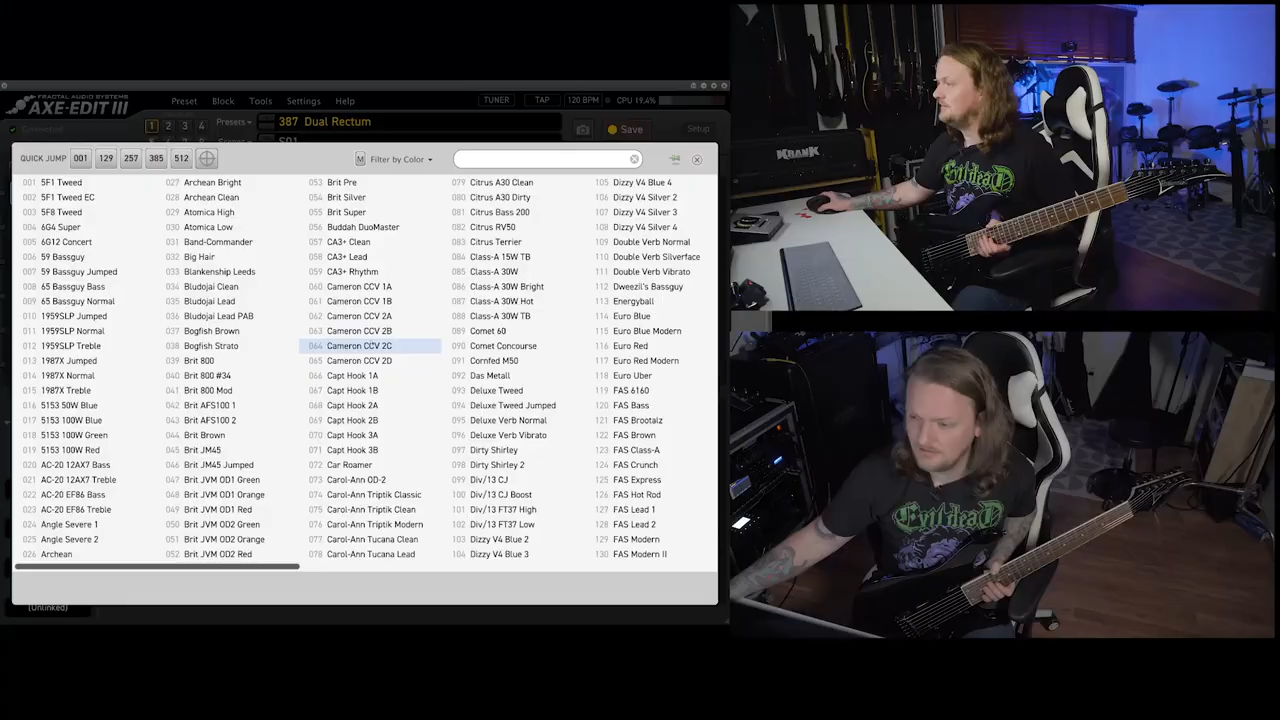 FRACTAL AUDIO SYSTEMS
AXE-EDIT III
Preset Block Tools Settings Help
TUNER TAP 120 BPM CPU 19.4%
1 2 3 4 Presets 387 Dual Rectum Save Setup
QUICK JUMP 001 129 257 385 512 M Filter by Color
001 5F1 Tweed
002 5F1 Tweed EC
003 5F8 Tweed
004 6G4 Super
005 6G12 Concert
006 59 Bassguy
007 59 Bassguy Jumped
008 65 Bassguy Bass
009 65 Bassguy Normal
010 1959SLP Jumped
011 1959SLP Normal
012 1959SLP Treble
013 1987X Jumped
014 1987X Normal
015 1987X Treble
016 5153 50W Blue
017 5153 100W Blue
018 5153 100W Green
019 5153 100W Red
020 AC-20 12AX7 Bass
021 AC-20 12AX7 Treble
022 AC-20 EF86 Bass
023 AC-20 EF86 Treble
024 Angle Severe 1
025 Angle Severe 2
026 Archean
027 Archean Bright
028 Archean Clean
029 Atomica High
030 Atomica Low
031 Band-Commander
032 Big Hair
033 Blankenship Leeds
034 Bludojai Clean
035 Bludojai Lead
036 Bludojai Lead PAB
037 Bogfish Brown
038 Bogfish Strato
039 Brit 800
040 Brit 800 #34
041 Brit 800 Mod
042 Brit AFS100 1
043 Brit AFS100 2
044 Brit Brown
045 Brit JM45
046 Brit JM45 Jumped
047 Brit JVM OD1 Green
048 Brit JVM OD1 Orange
049 Brit JVM OD1 Red
050 Brit JVM OD2 Green
051 Brit JVM OD2 Orange
052 Brit JVM OD2 Red
053 Brit Pre
054 Brit Silver
055 Brit Super
056 Buddah DuoMaster
057 CA3+ Clean
058 CA3+ Lead
059 CA3+ Rhythm
060 Cameron CCV 1A
061 Cameron CCV 1B
062 Cameron CCV 2A
063 Cameron CCV 2B
064 Cameron CCV 2C
065 Cameron CCV 2D
066 Capt Hook 1A
067 Capt Hook 1B
068 Capt Hook 2A
069 Capt Hook 2B
070 Capt Hook 3A
071 Capt Hook 3B
072 Car Roamer
073 Carol-Ann OD-2
074 Carol-Ann Triptik Classic
075 Carol-Ann Triptik Clean
076 Carol-Ann Triptik Modern
077 Carol-Ann Tucana Clean
078 Carol-Ann Tucana Lead
079 Citrus A30 Clean
080 Citrus A30 Dirty
081 Citrus Bass 200
082 Citrus RV50
083 Citrus Terrier
084 Class-A 15W TB
085 Class-A 30W
086 Class-A 30W Bright
087 Class-A 30W Hot
088 Class-A 30W TB
089 Comet 60
090 Comet Concourse
091 Cornfed M50
092 Das Metall
093 Deluxe Tweed
094 Deluxe Tweed Jumped
095 Deluxe Verb Normal
096 Deluxe Verb Vibrato
097 Dirty Shirley
098 Dirty Shirley 2
099 Div/13 CJ
100 Div/13 CJ Boost
101 Div/13 FT37 High
102 Div/13 FT37 Low
103 Dizzy V4 Blue 2
104 Dizzy V4 Blue 3
105 Dizzy V4 Blue 4
106 Dizzy V4 Silver 2
107 Dizzy V4 Silver 3
108 Dizzy V4 Silver 4
109 Double Verb Normal
110 Double Verb Silverface
111 Double Verb Vibrato
112 Dweezil's Bassguy
113 Energyball
114 Euro Blue
115 Euro Blue Modern
116 Euro Red
117 Euro Red Modern
118 Euro Uber
119 FAS 6160
120 FAS Bass
121 FAS Brootalz
122 FAS Brown
123 FAS Class-A
124 FAS Crunch
125 FAS Express
126 FAS Hot Rod
127 FAS Lead 1
128 FAS Lead 2
129 FAS Modern
130 FAS Modern II
(Unlinked)
KRANK
Evil deaD
Evil deaD